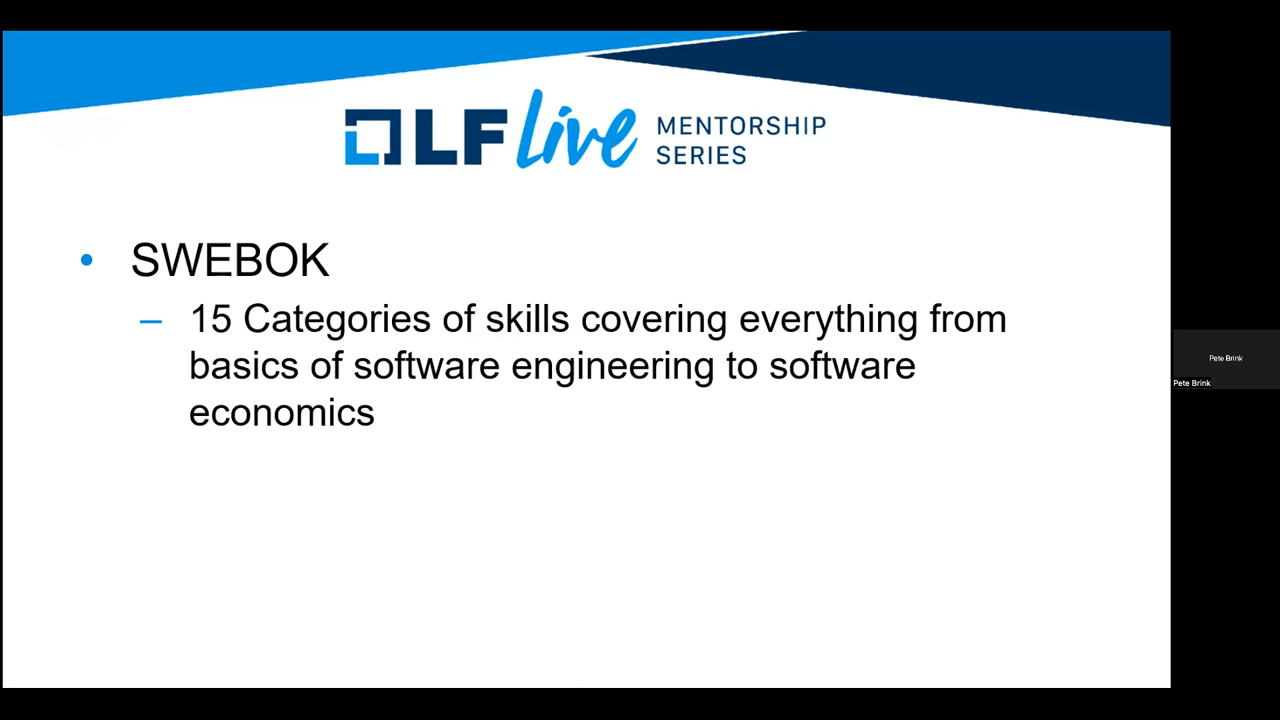 LF live MENTORSHIP
SERIES
• SWEBOK
– 15 Categories of skills covering everything from
basics of software engineering to software
economics
Pete Brink
Pete Brink